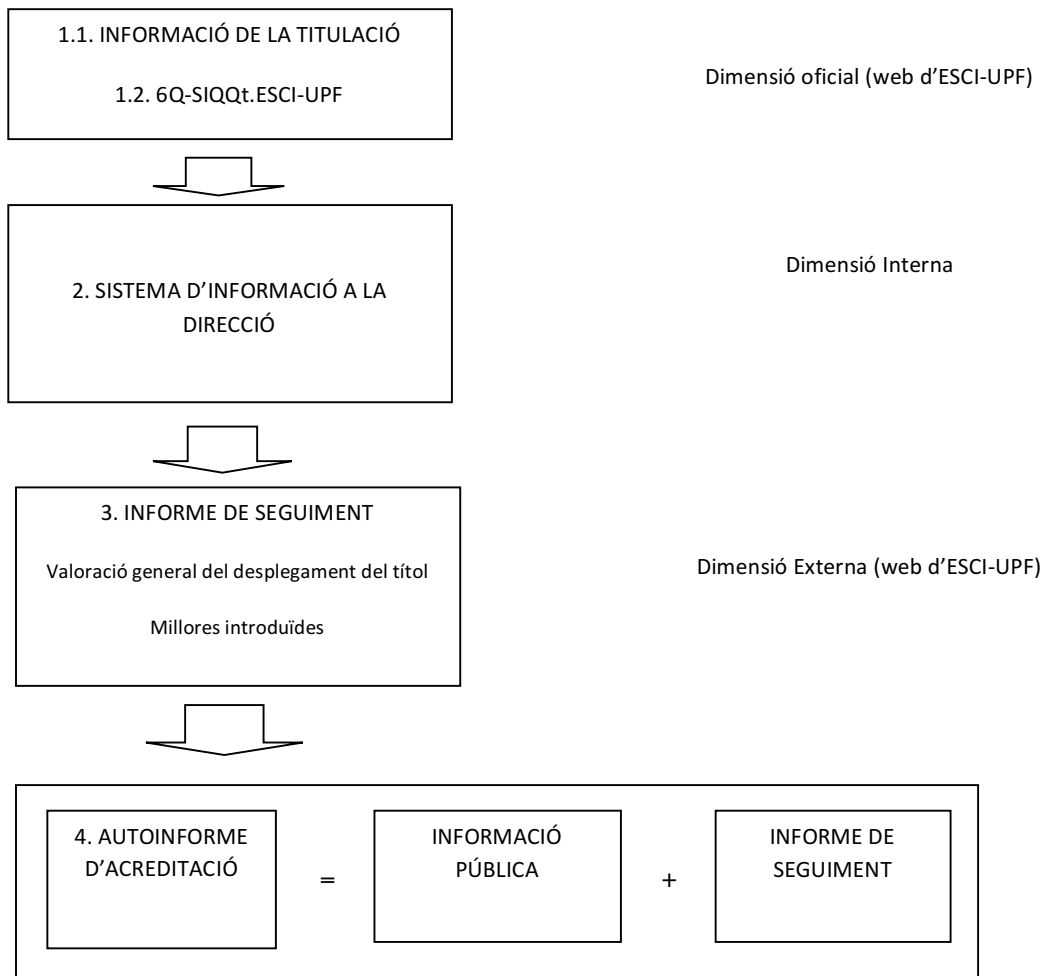 1.1. INFORMACIÓ DE LA TITULACIÓ
1.2. 6Q-SIQQt.ESCI-UPF
Dimensió oficial (web d’ESCI-UPF)
2. SISTEMA D’INFORMACIÓ A LA
DIRECCIÓ
Dimensió Interna
3. INFORME DE SEGUIMENT
Valoració general del desplegament del títol
Millores introduïdes
Dimensió Externa (web d’ESCI-UPF)
4. AUTOINFORME
D’ACREDITACIÓ
=
INFORMACIÓ
PÚBLICA
+
INFORME DE
SEGUIMENT